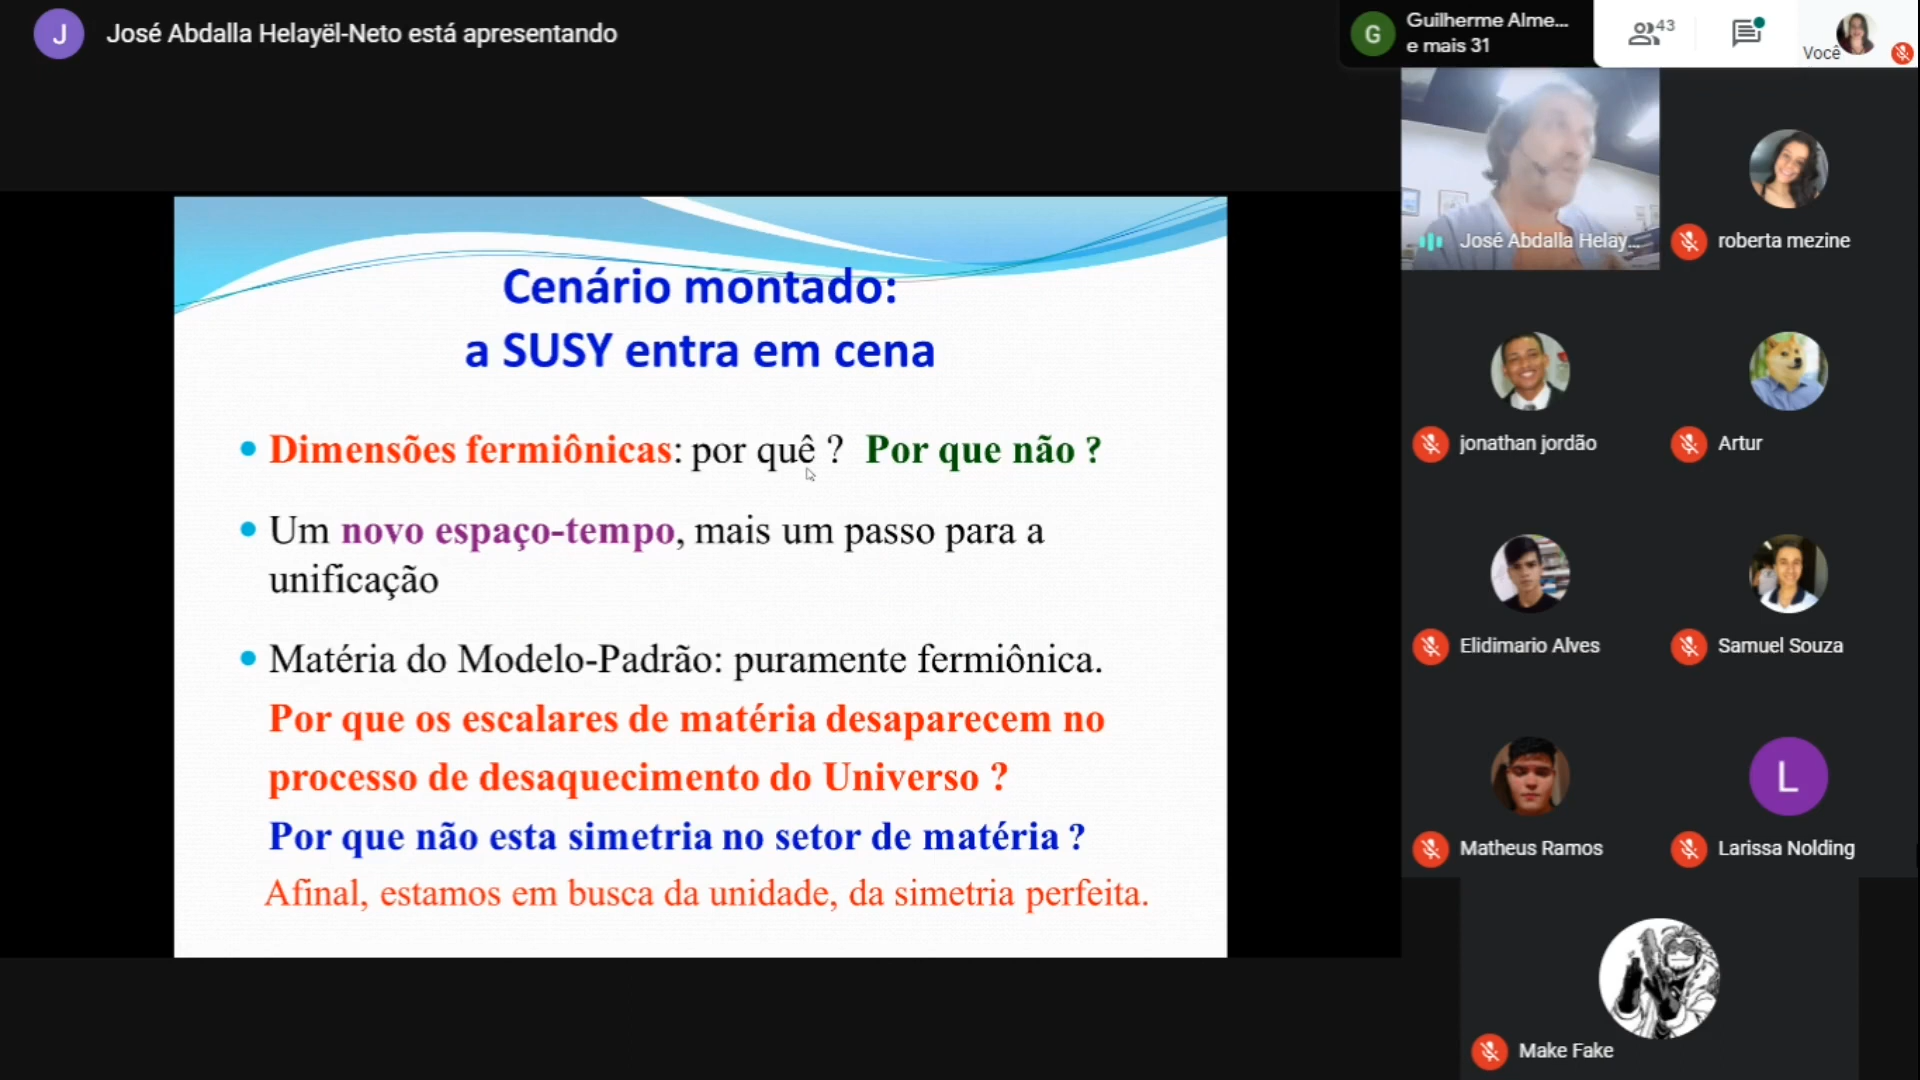 J
José Abdalla Helayël-Neto está apresentando
G
Guilherme Alme...
e mais 31
43
Você
Cenário montado:
a SUSY entra em cena
Dimensões fermiônicas: por quê ? Por que não ?
Um novo espaço-tempo, mais um passo para a
unificação
Matéria do Modelo-Padrão: puramente fermiônica.
Por que os escalares de matéria desaparecem no
processo de desaquecimento do Universo ?
Por que não esta simetria no setor de matéria ?
Afinal, estamos em busca da unidade, da simetria perfeita.
José Abdalla Helay...
roberta mezine
jonathan jordão
Artur
Elidimario Alves
Samuel Souza
Matheus Ramos
L
Larissa Nolding
Make Fake